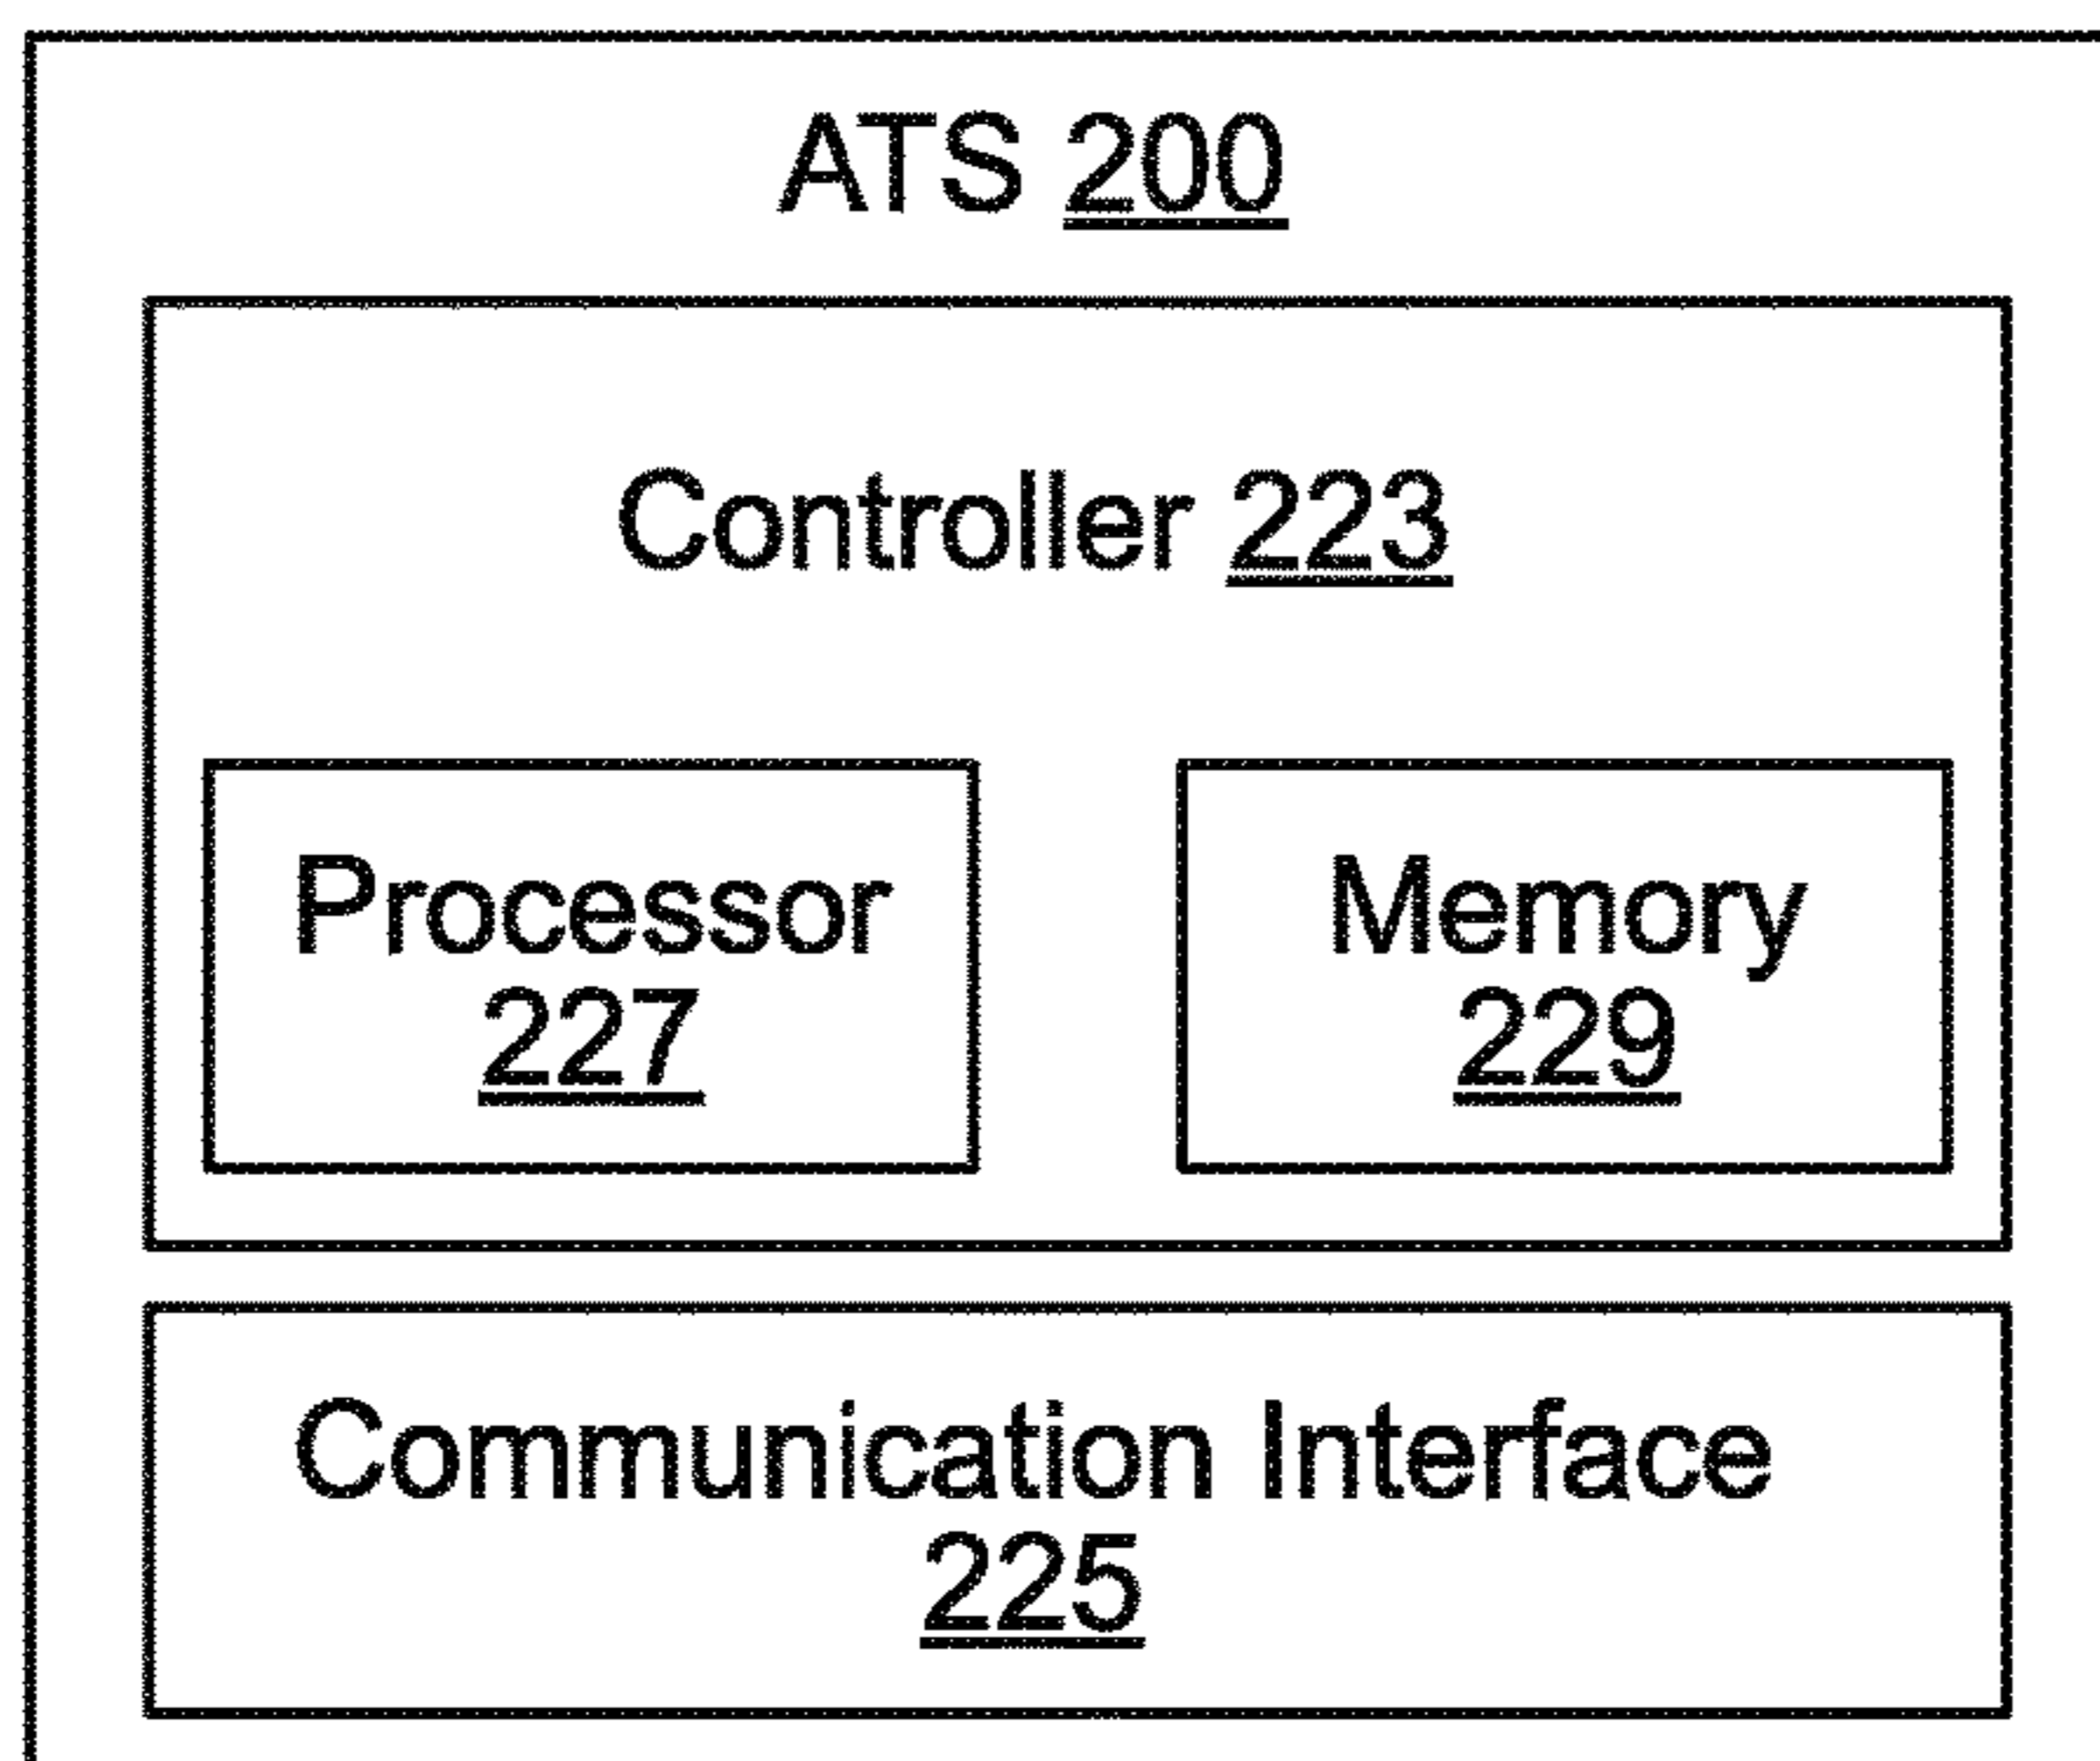 ATS 200
Controller 223
Processor
227
Memory
229
Communication Interface
225